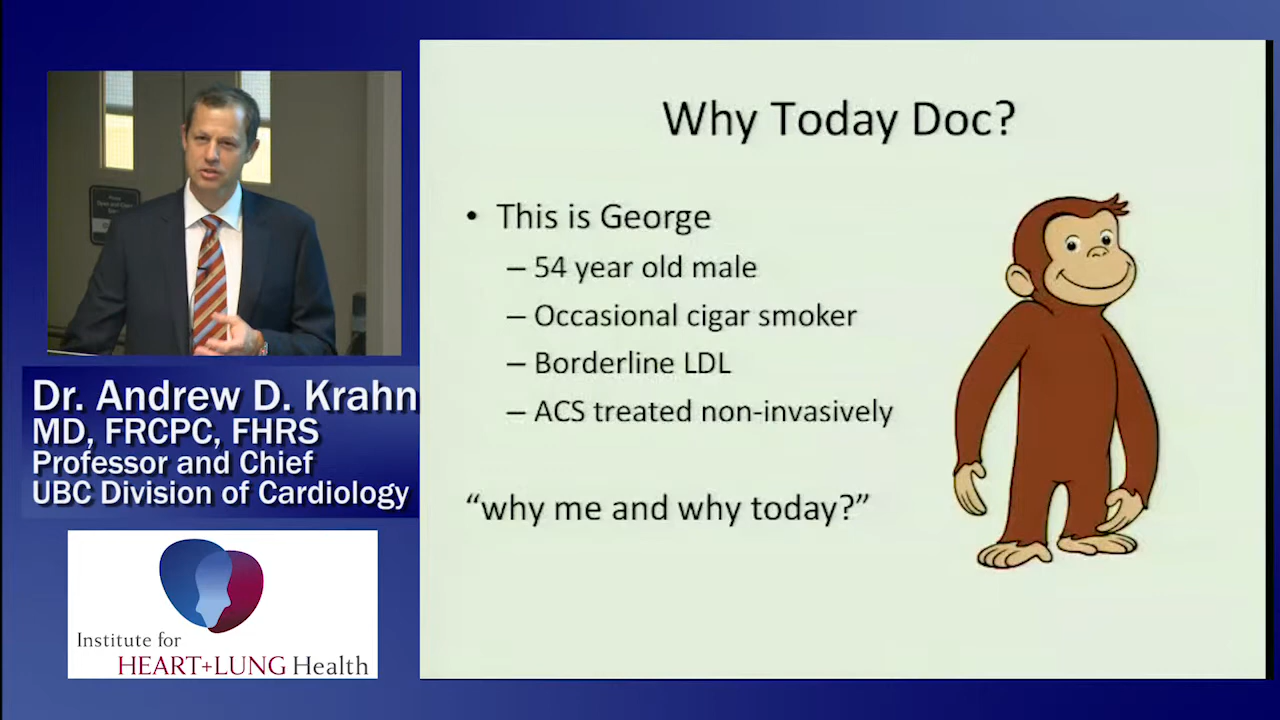 Why Today Doc?
• This is George
– 54 year old male
– Occasional cigar smoker
– Borderline LDL
– ACS treated non-invasively
“why me and why today?”
Dr. Andrew D. Krahn
MD, FRCPC, FHRS
Professor and Chief
UBC Division of Cardiology
Institute for
HEART+LUNG Health